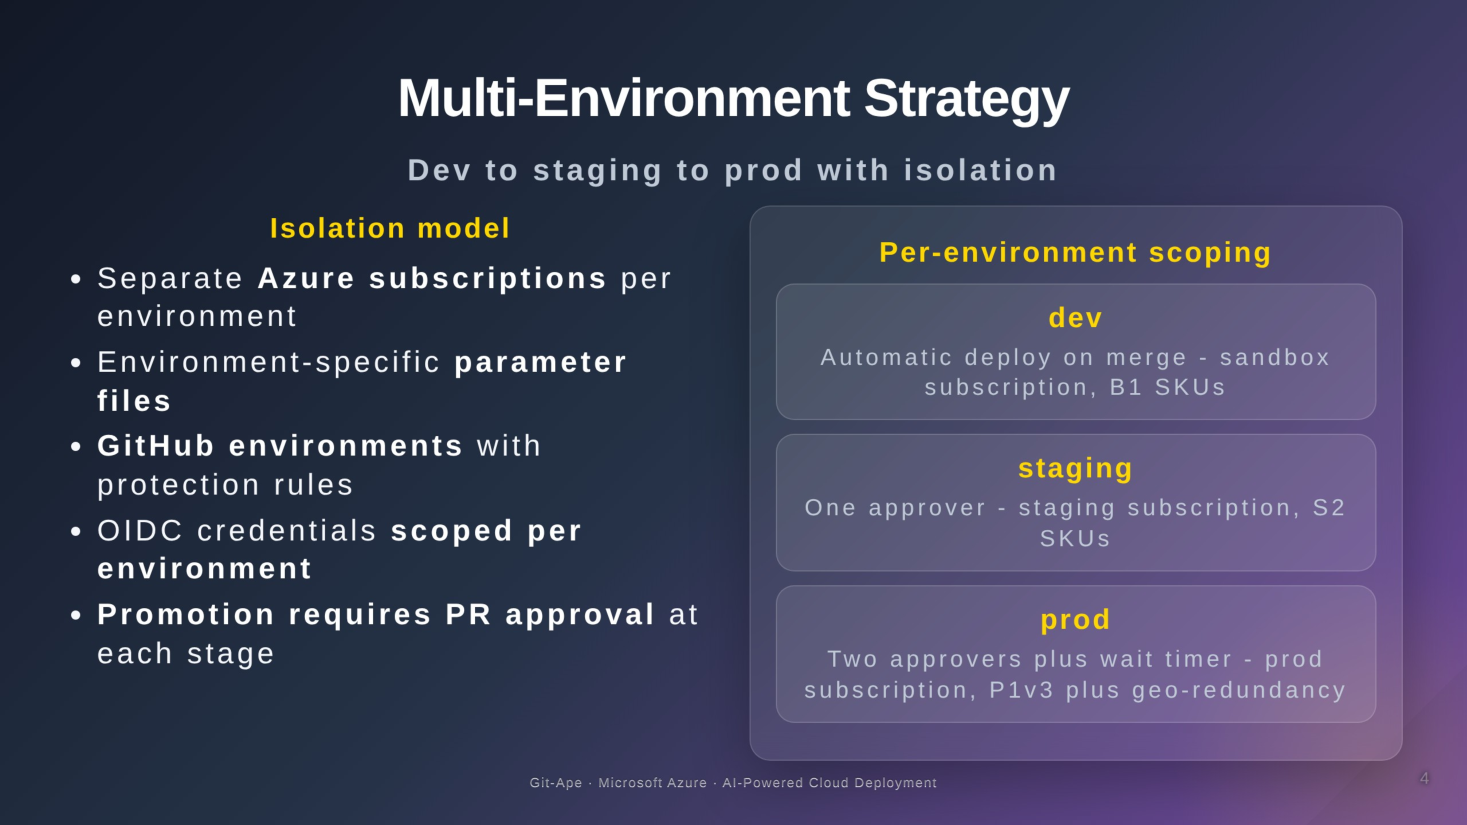 Multi-Environment Strategy
Dev to staging to prod with isolation
Isolation model
• Separate Azure subscriptions per
environment
• Environment-specific parameter
files
• GitHub environments with
protection rules
• OIDC credentials scoped per
environment
• Promotion requires PR approval at
each stage
Per-environment scoping
dev
Automatic deploy on merge - sandbox
subscription, B1 SKUs
staging
One approver - staging subscription, S2
SKUs
prod
Two approvers plus wait timer - prod
subscription, P1v3 plus geo-redundancy
Git-Ape · Microsoft Azure · AI-Powered Cloud Deployment
4